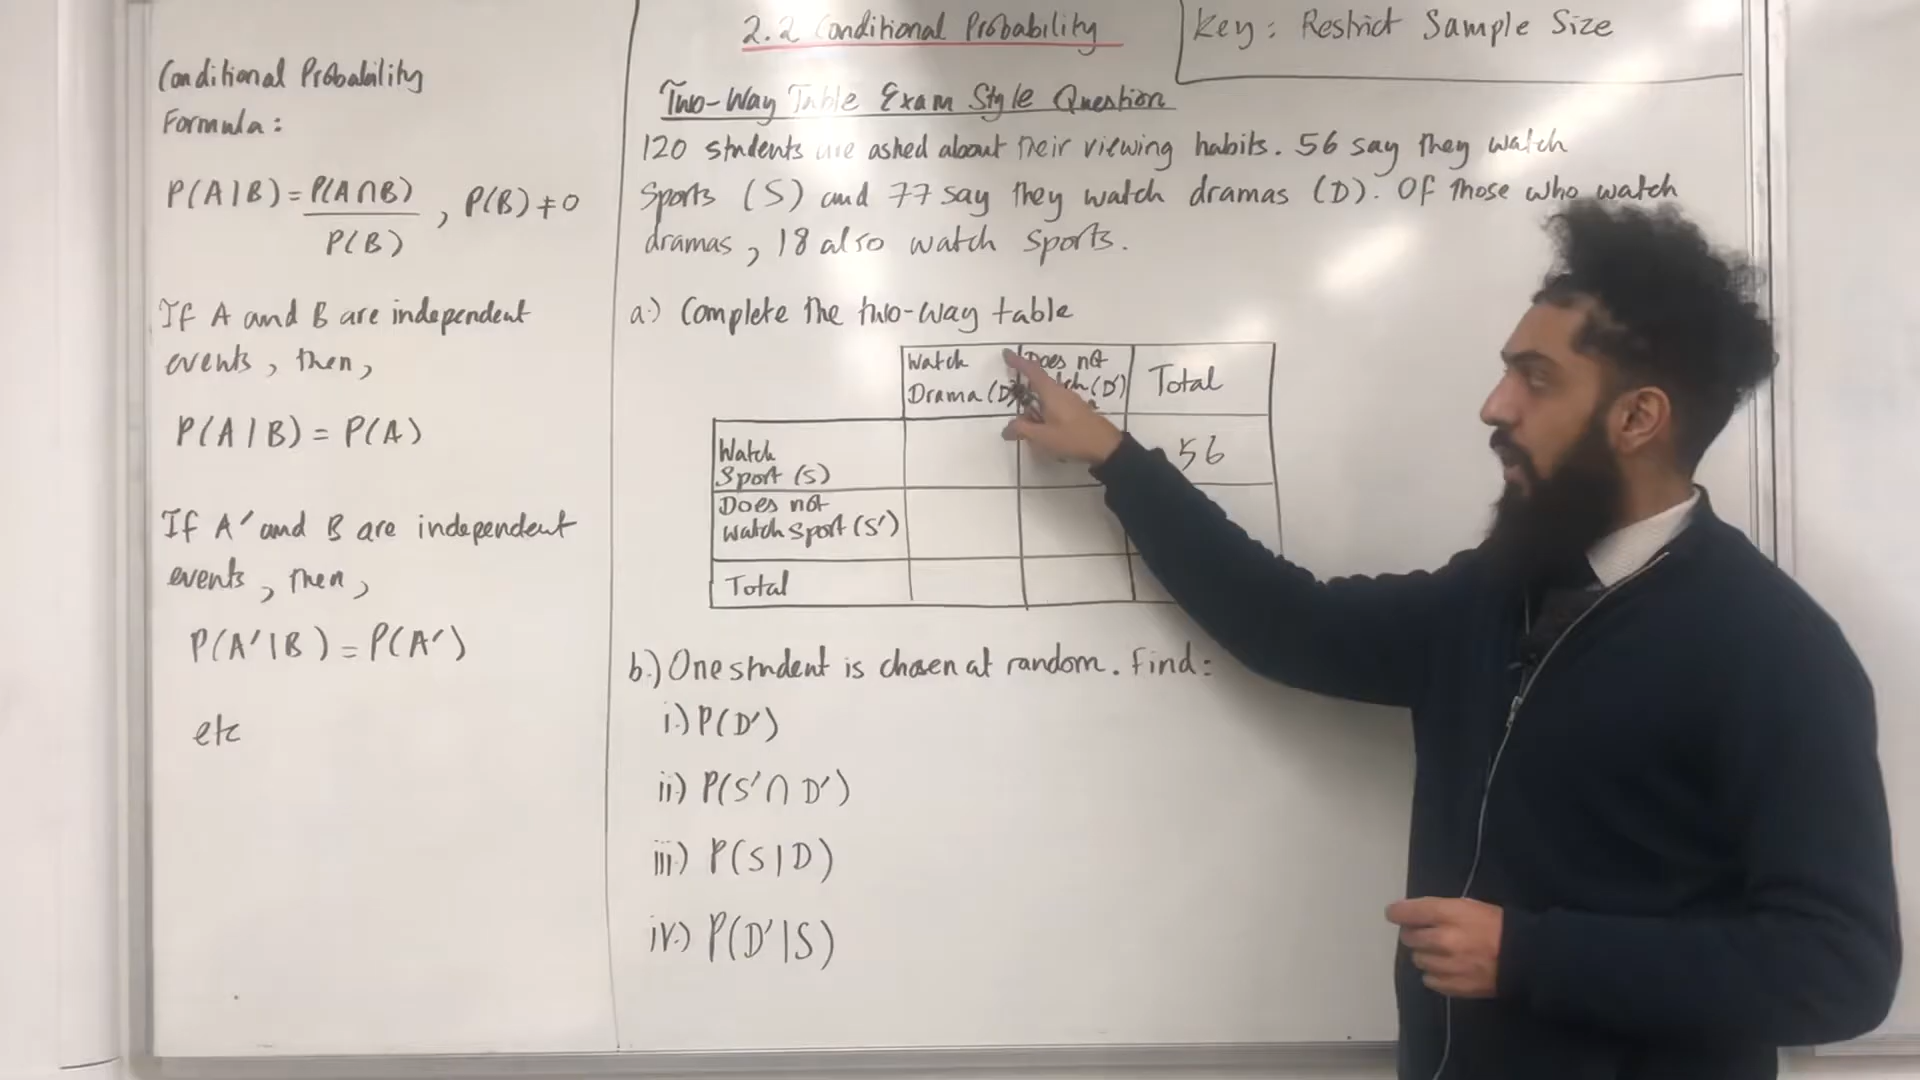 Conditional Probability
Formula:
P(A|B) = P(A∩B) / P(B) , P(B) ≠ 0
If A and B are independent
events, then,
P(A|B) = P(A)
If A′ and B are independent
events, then,
P(A′|B) = P(A′)
etc
2.2 Conditional Probability
Key: Restrict Sample Size
Two-Way Table Exam Style Question
120 students are asked about their viewing habits. 56 say they watch
Sports (S) and 77 say they watch dramas (D). Of those who watch
dramas, 18 also watch sports.
a.) Complete the two-way table
Watch
Drama (D)
Does not
(D′)
Total
Watch
Sport (S)
56
Does not
Watch Sport (S′)
Total
b.) One student is chosen at random. Find:
i.) P(D′)
ii) P(S′∩D′)
iii.) P(S|D)
iv.) P(D′|S)